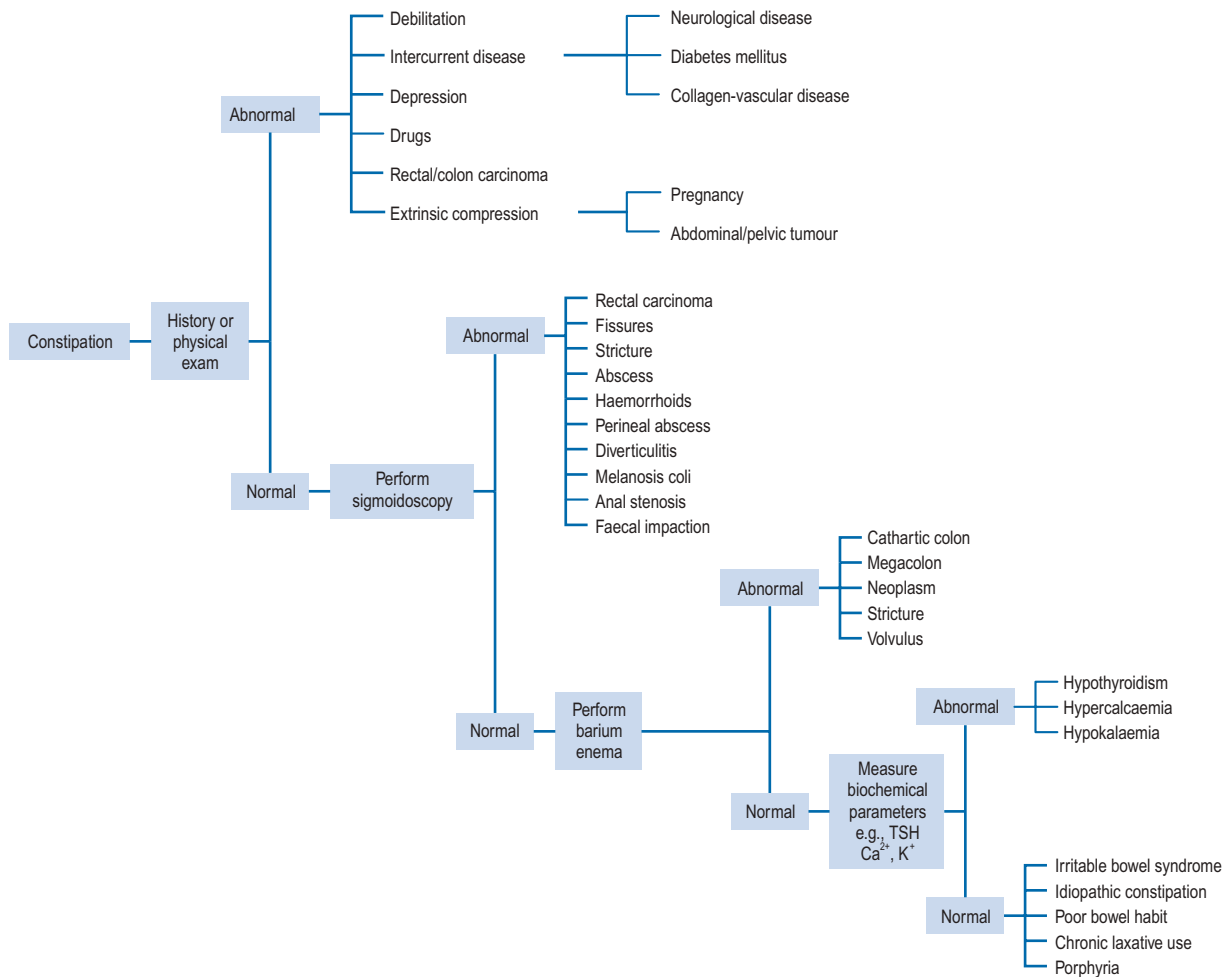 Constipation
History or
physical
exam
Abnormal
Debilitation
Intercurrent disease
Neurological disease
Diabetes mellitus
Collagen-vascular disease
Depression
Drugs
Rectal/colon carcinoma
Extrinsic compression
Pregnancy
Abdominal/pelvic tumour
Normal
Perform
sigmoidoscopy
Abnormal
Rectal carcinoma
Fissures
Stricture
Abscess
Haemorrhoids
Perineal abscess
Diverticulitis
Melanosis coli
Anal stenosis
Faecal impaction
Normal
Perform
barium
enema
Abnormal
Cathartic colon
Megacolon
Neoplasm
Stricture
Volvulus
Normal
Measure
biochemical
parameters
e.g., TSH
Ca²⁺, K⁺
Abnormal
Hypothyroidism
Hypercalcaemia
Hypokalaemia
Normal
Irritable bowel syndrome
Idiopathic constipation
Poor bowel habit
Chronic laxative use
Porphyria